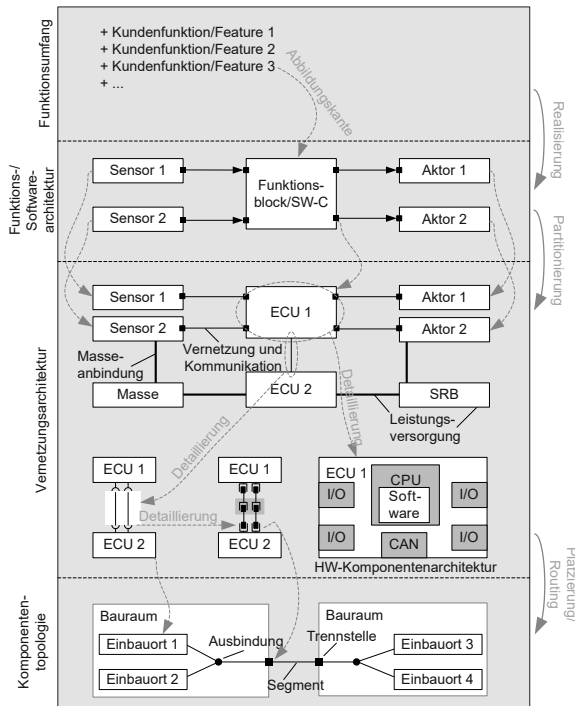 Funktionsumfang
+ Kundenfunktion/Feature 1
+ Kundenfunktion/Feature 2
+ Kundenfunktion/Feature 3
+ ...
Abbildungskante
Realisierung
Funktions-/
Software-
architektur
Sensor 1
Sensor 2
Funktions-
block/SW-C
Aktor 1
Aktor 2
Partitionierung
Vernetzungsarchitektur
Sensor 1
Sensor 2
ECU 1
Aktor 1
Aktor 2
Masse-
anbindung
Vernetzung und
Kommunikation
Masse
ECU 2
SRB
Leistungs-
versorgung
Detaillierung
Detaillierung
ECU 1
ECU 2
Detaillierung
ECU 1
ECU 2
ECU 1
CPU
Soft-
ware
I/O
I/O
I/O
I/O
CAN
HW-Komponentenarchitektur
Platzierung/
Routing
Komponenten-
topologie
Bauraum
Einbauort 1
Einbauort 2
Ausbindung
Segment
Trennstelle
Bauraum
Einbauort 3
Einbauort 4